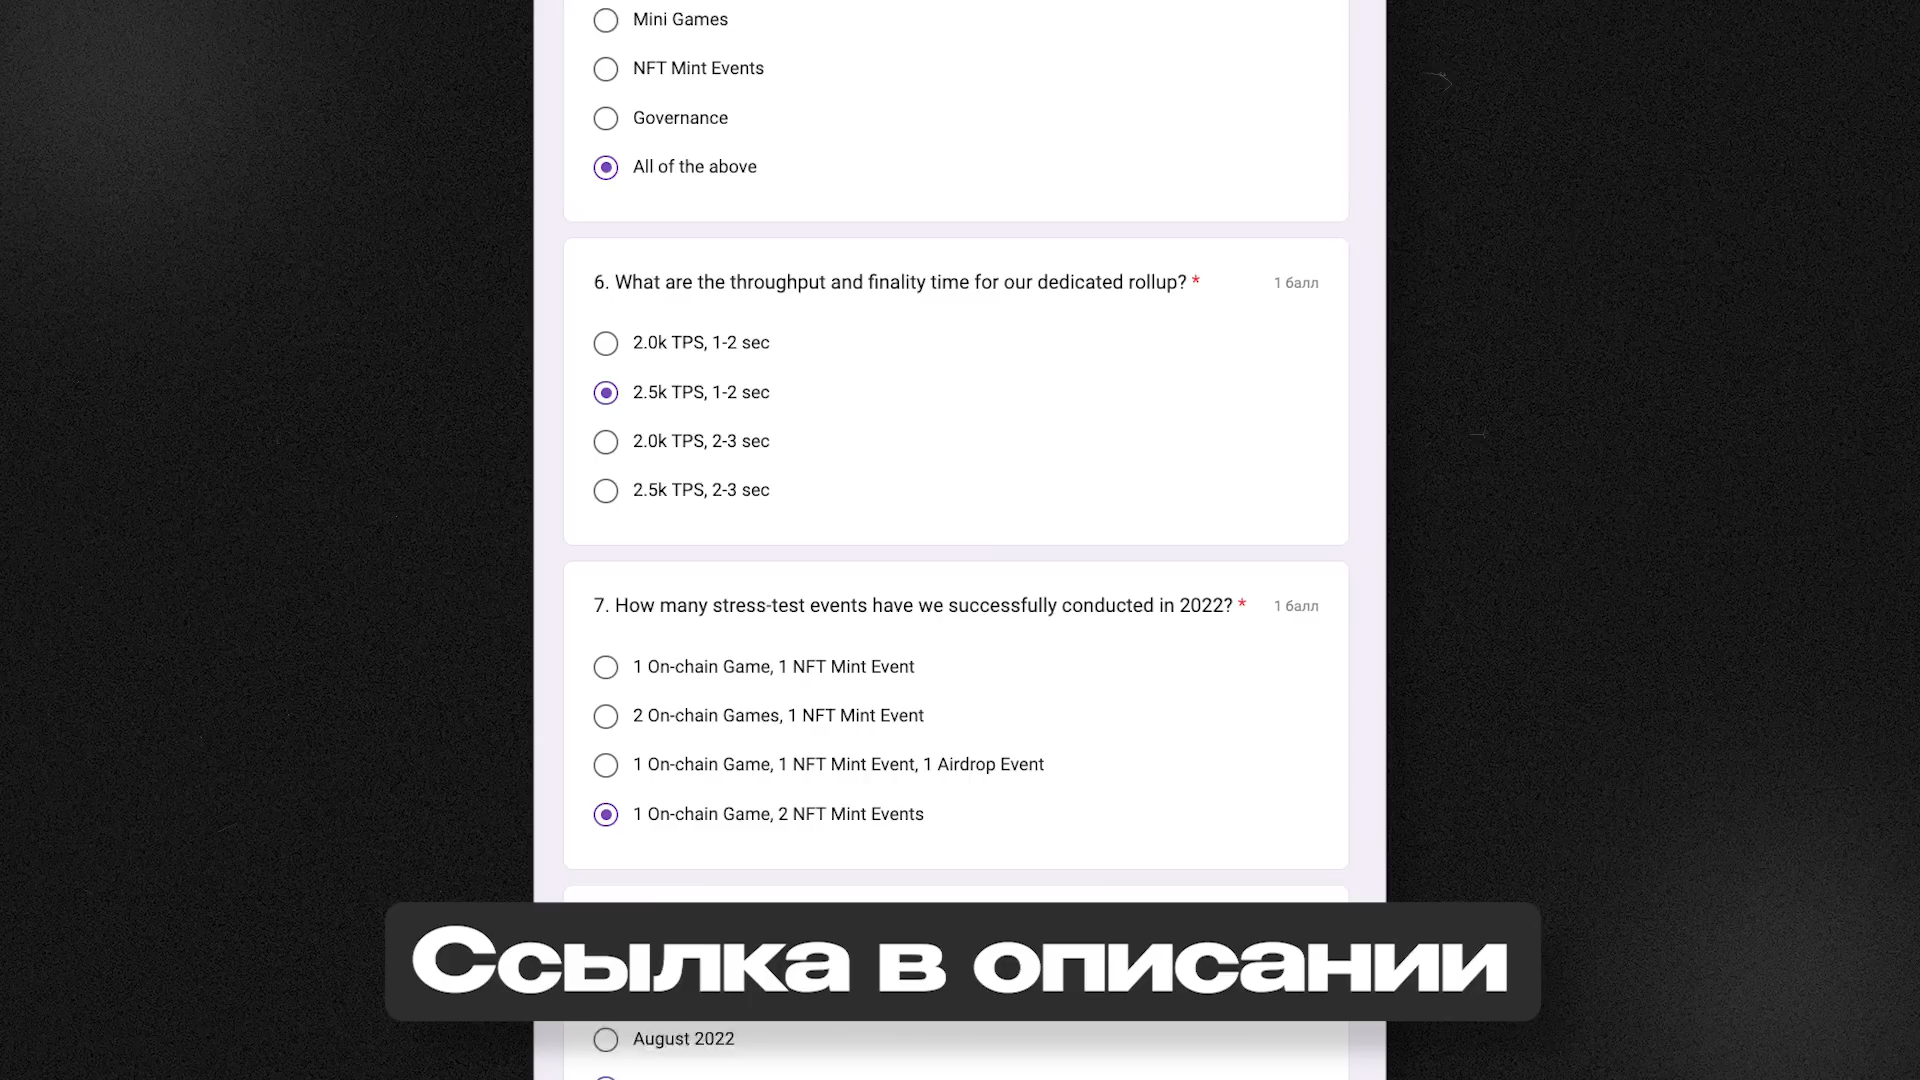 Mini Games
NFT Mint Events
Governance
All of the above
6. What are the throughput and finality time for our dedicated rollup? *
1 балл
2.0k TPS, 1-2 sec
2.5k TPS, 1-2 sec
2.0k TPS, 2-3 sec
2.5k TPS, 2-3 sec
7. How many stress-test events have we successfully conducted in 2022? *
1 балл
1 On-chain Game, 1 NFT Mint Event
2 On-chain Games, 1 NFT Mint Event
1 On-chain Game, 1 NFT Mint Event, 1 Airdrop Event
1 On-chain Game, 2 NFT Mint Events
Ссылка в описании
August 2022